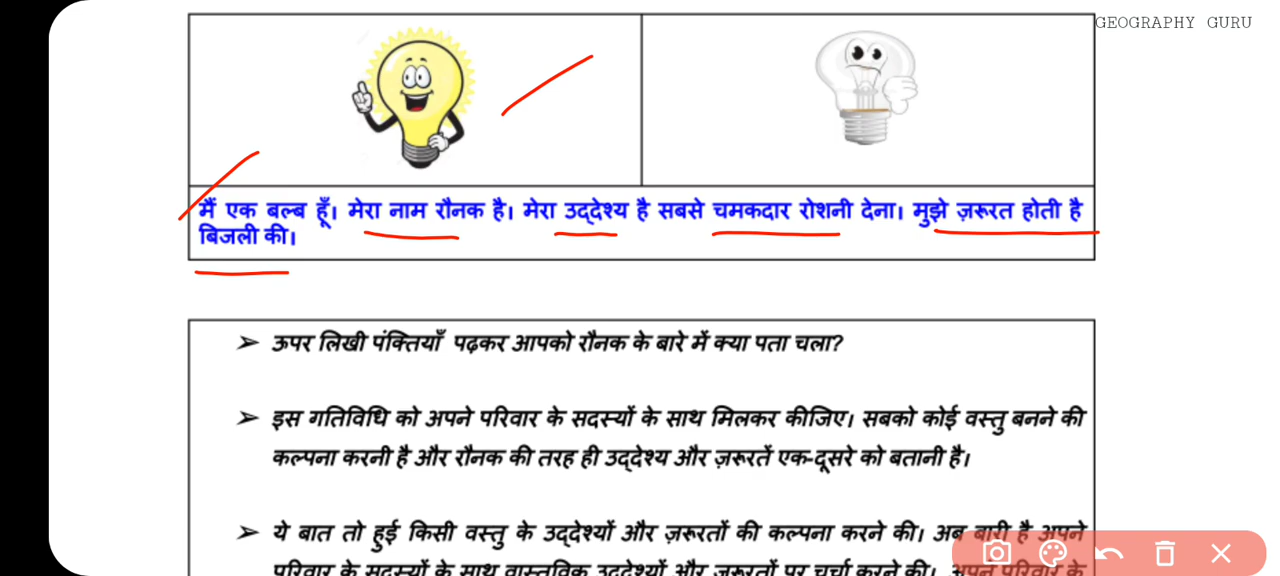 GEOGRAPHY GURU
मैं एक बल्ब हूँ। मेरा नाम रौनक है। मेरा उद्देश्य है सबसे चमकदार रोशनी देना। मुझे ज़रूरत होती है
बिजली की।
➢ ऊपर लिखी पंक्तियाँ पढ़कर आपको रौनक के बारे में क्या पता चला?
➢ इस गतिविधि को अपने परिवार के सदस्यों के साथ मिलकर कीजिए। सबको कोई वस्तु बनने की
कल्पना करनी है और रौनक की तरह ही उद्देश्य और ज़रूरतें एक-दूसरे को बतानी है।
➢ ये बात तो हुई किसी वस्तु के उद्देश्यों और ज़रूरतों की कल्पना करने की। अब बारी है अपने
परिवार के सदस्यों के साथ वास्तविक उद्देश्यों और ज़रूरतों पर चर्चा करने की। अपने परिवार के